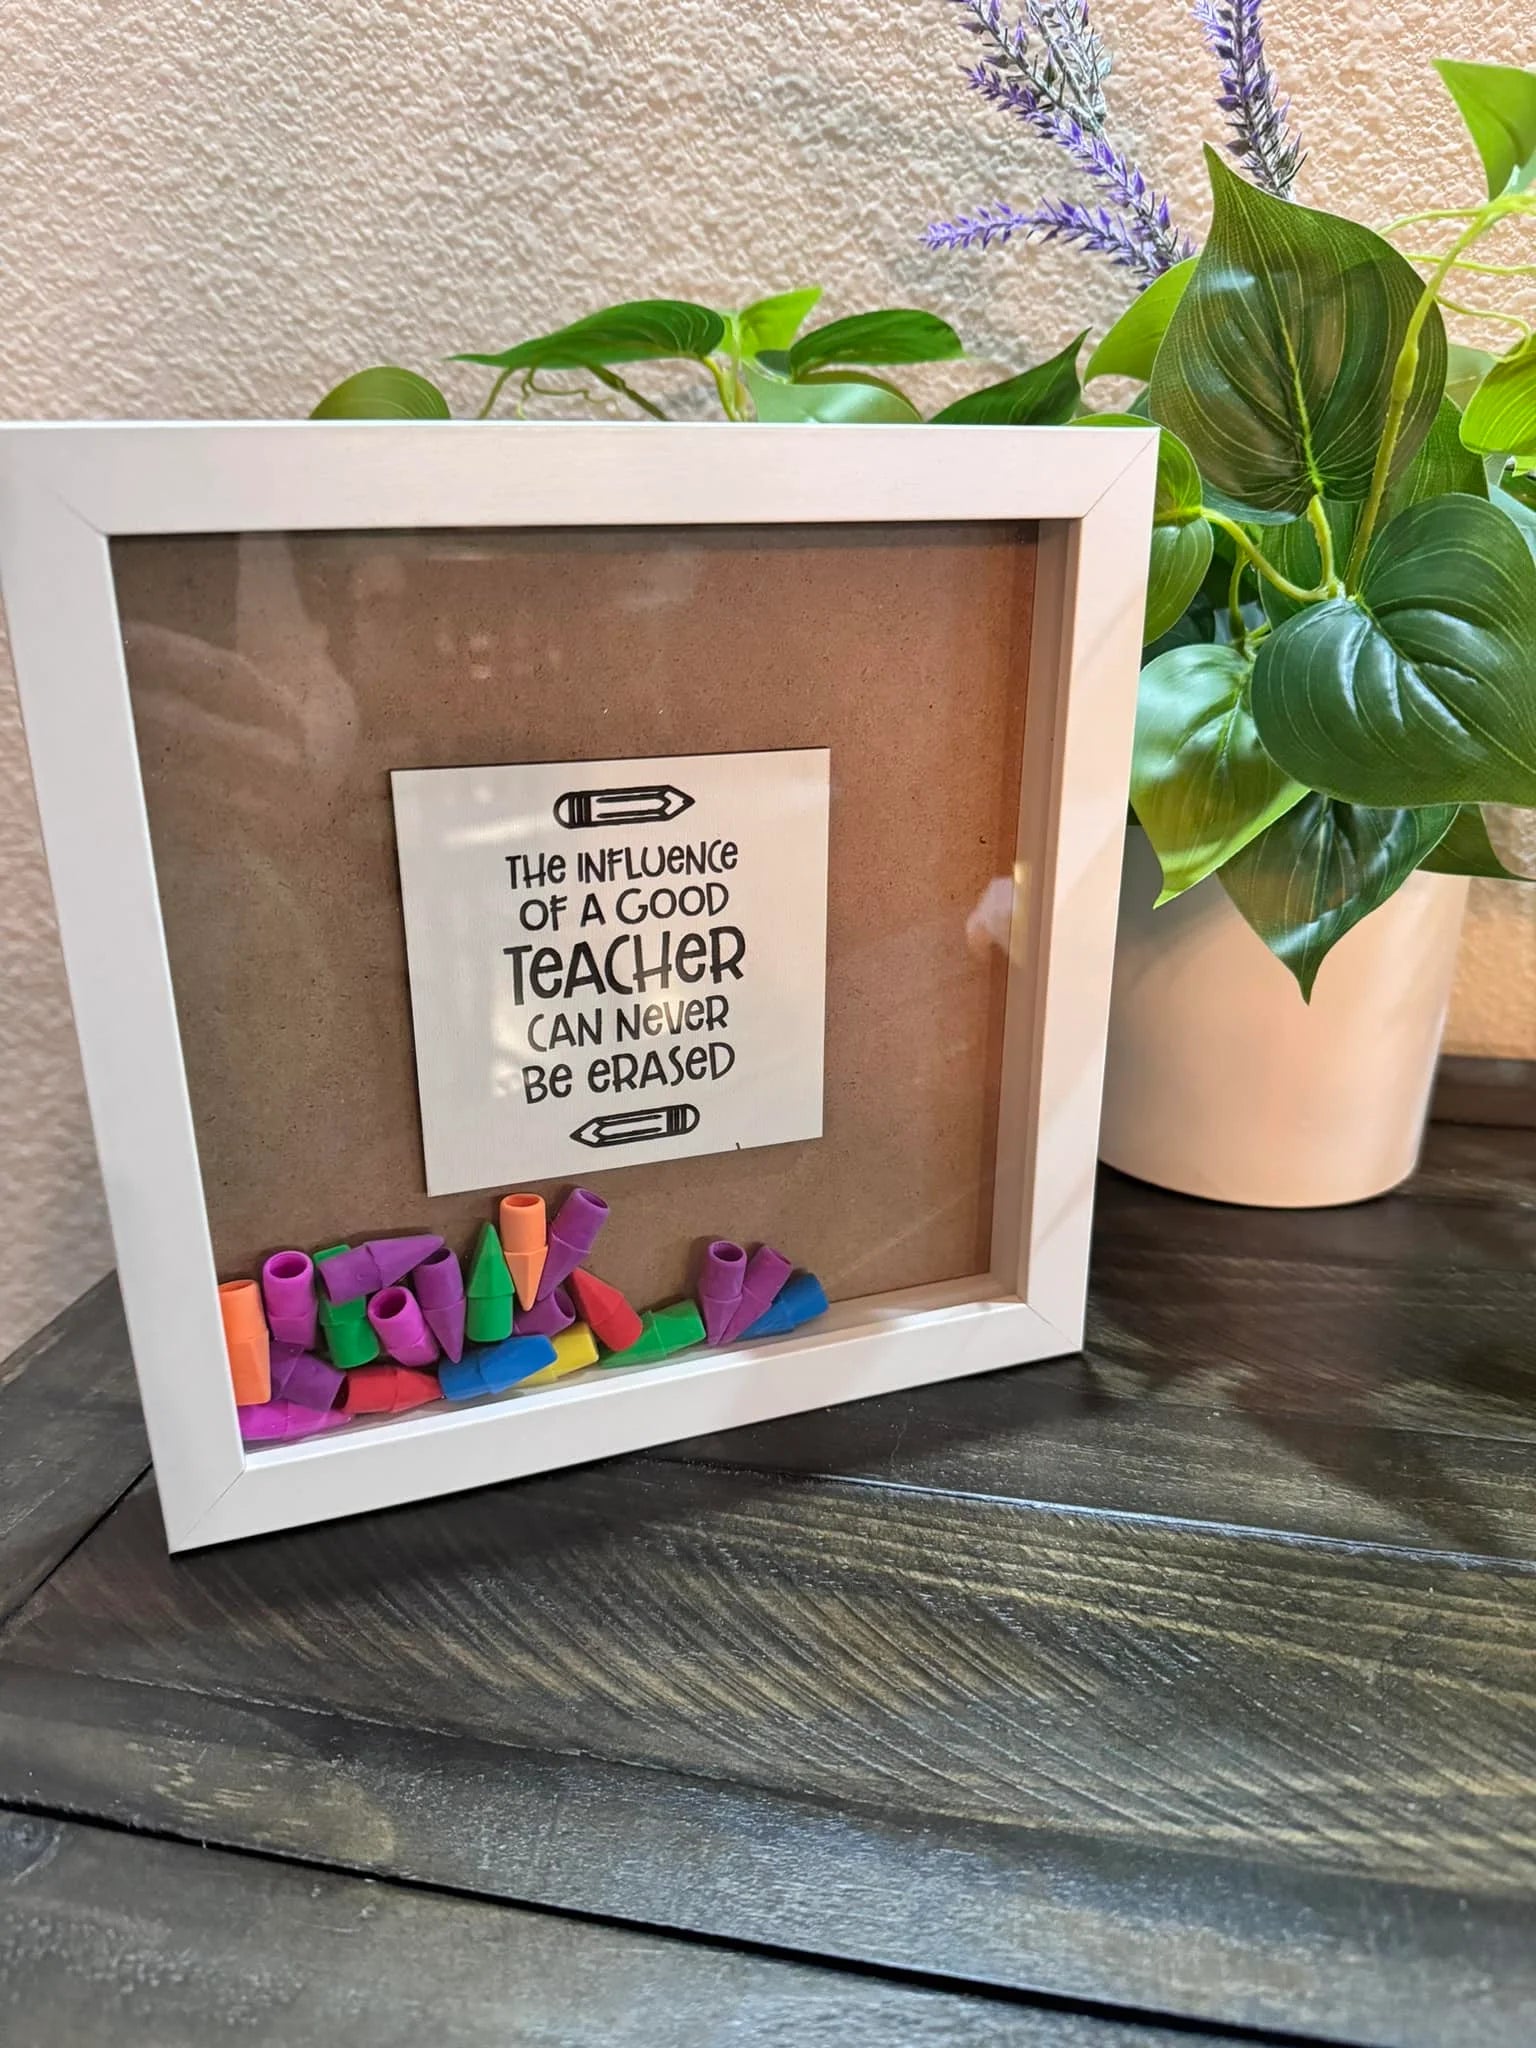 THE INFLUENCE
OF A GOOD
TEACHER
CAN NEVER
BE ERASED